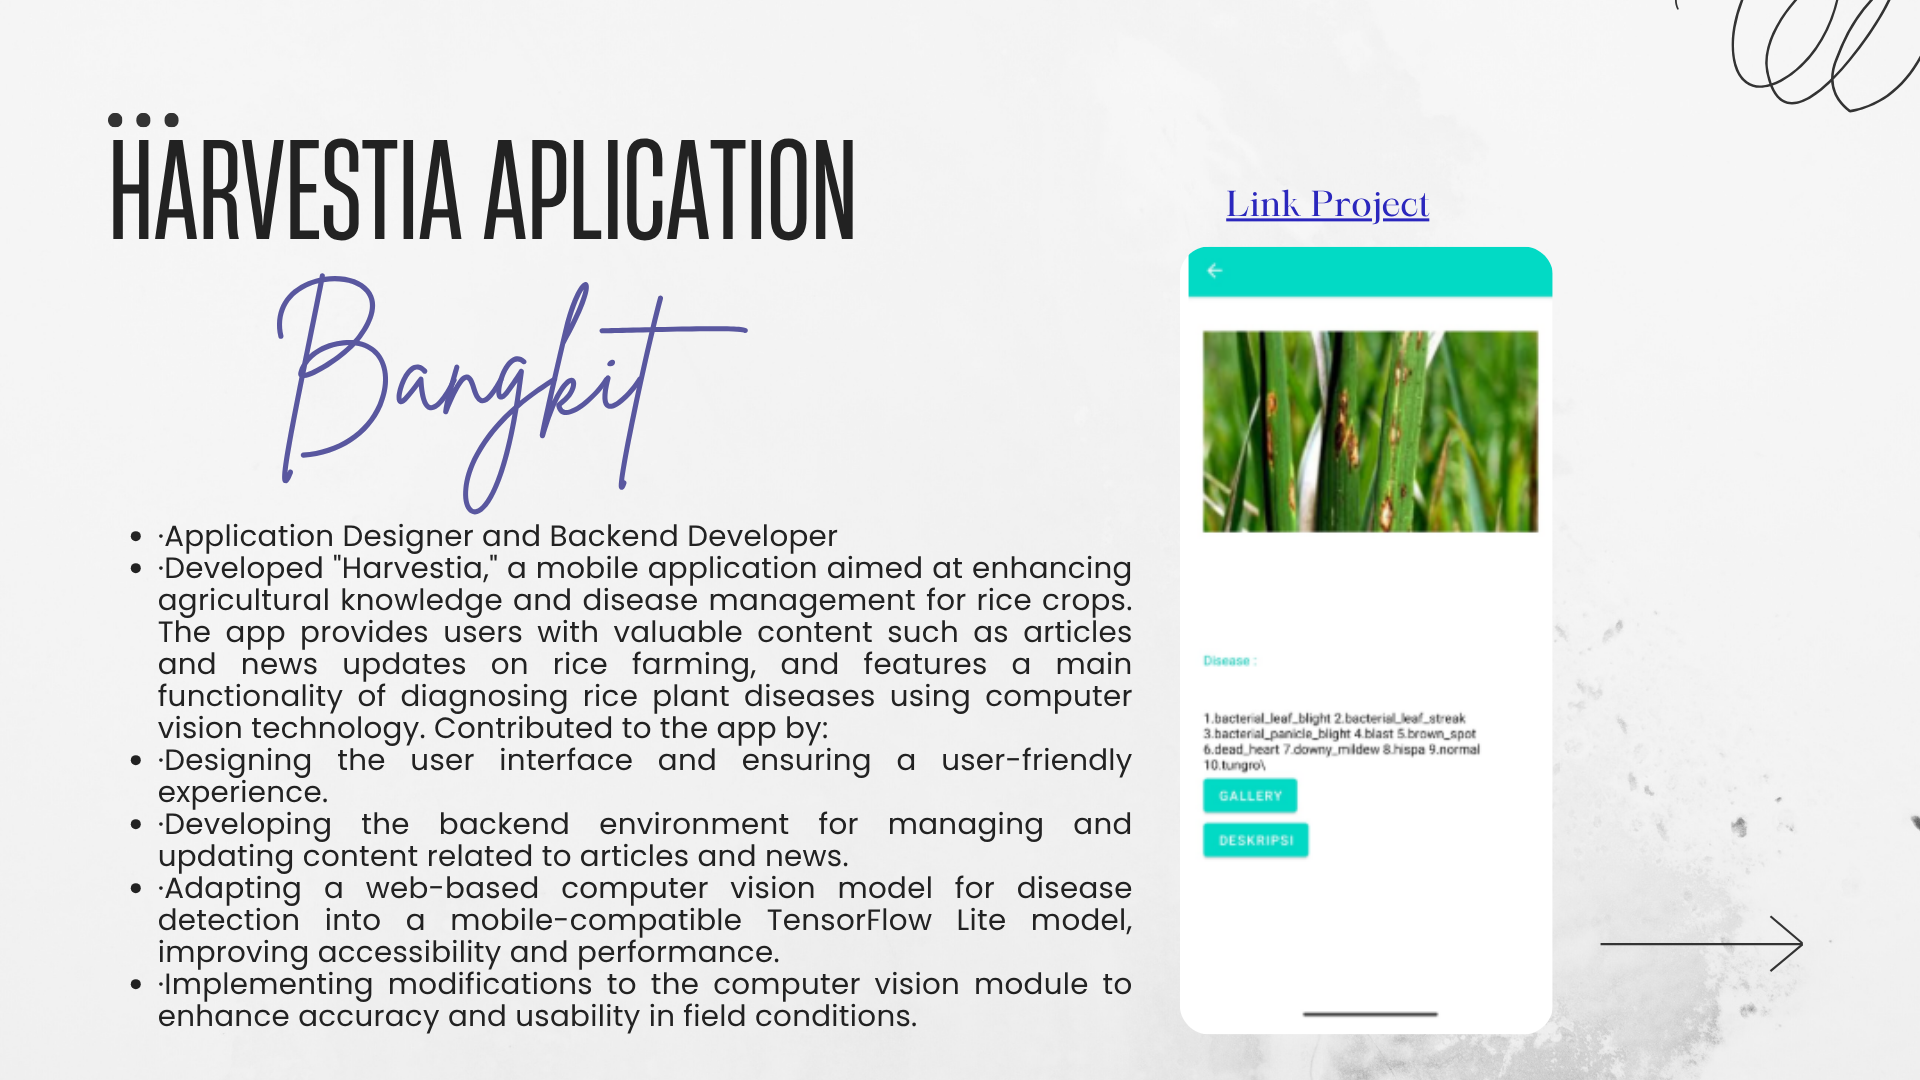 HARVESTIA APLICATION
Bangkit
• ·Application Designer and Backend Developer
• ·Developed "Harvestia," a mobile application aimed at enhancing
agricultural knowledge and disease management for rice crops.
The app provides users with valuable content such as articles
and news updates on rice farming, and features a main
functionality of diagnosing rice plant diseases using computer
vision technology. Contributed to the app by:
• ·Designing the user interface and ensuring a user-friendly
experience.
• ·Developing the backend environment for managing and
updating content related to articles and news.
• ·Adapting a web-based computer vision model for disease
detection into a mobile-compatible TensorFlow Lite model,
improving accessibility and performance.
• ·Implementing modifications to the computer vision module to
enhance accuracy and usability in field conditions.
Link Project
Disease :
1.bacterial_leaf_blight 2.bacterial_leaf_streak
3.bacterial_panicle_blight 4.blast 5.brown_spot
6.dead_heart 7.downy_mildew 8.hispa 9.normal
10.tungro\
GALLERY
DESKRIPSI